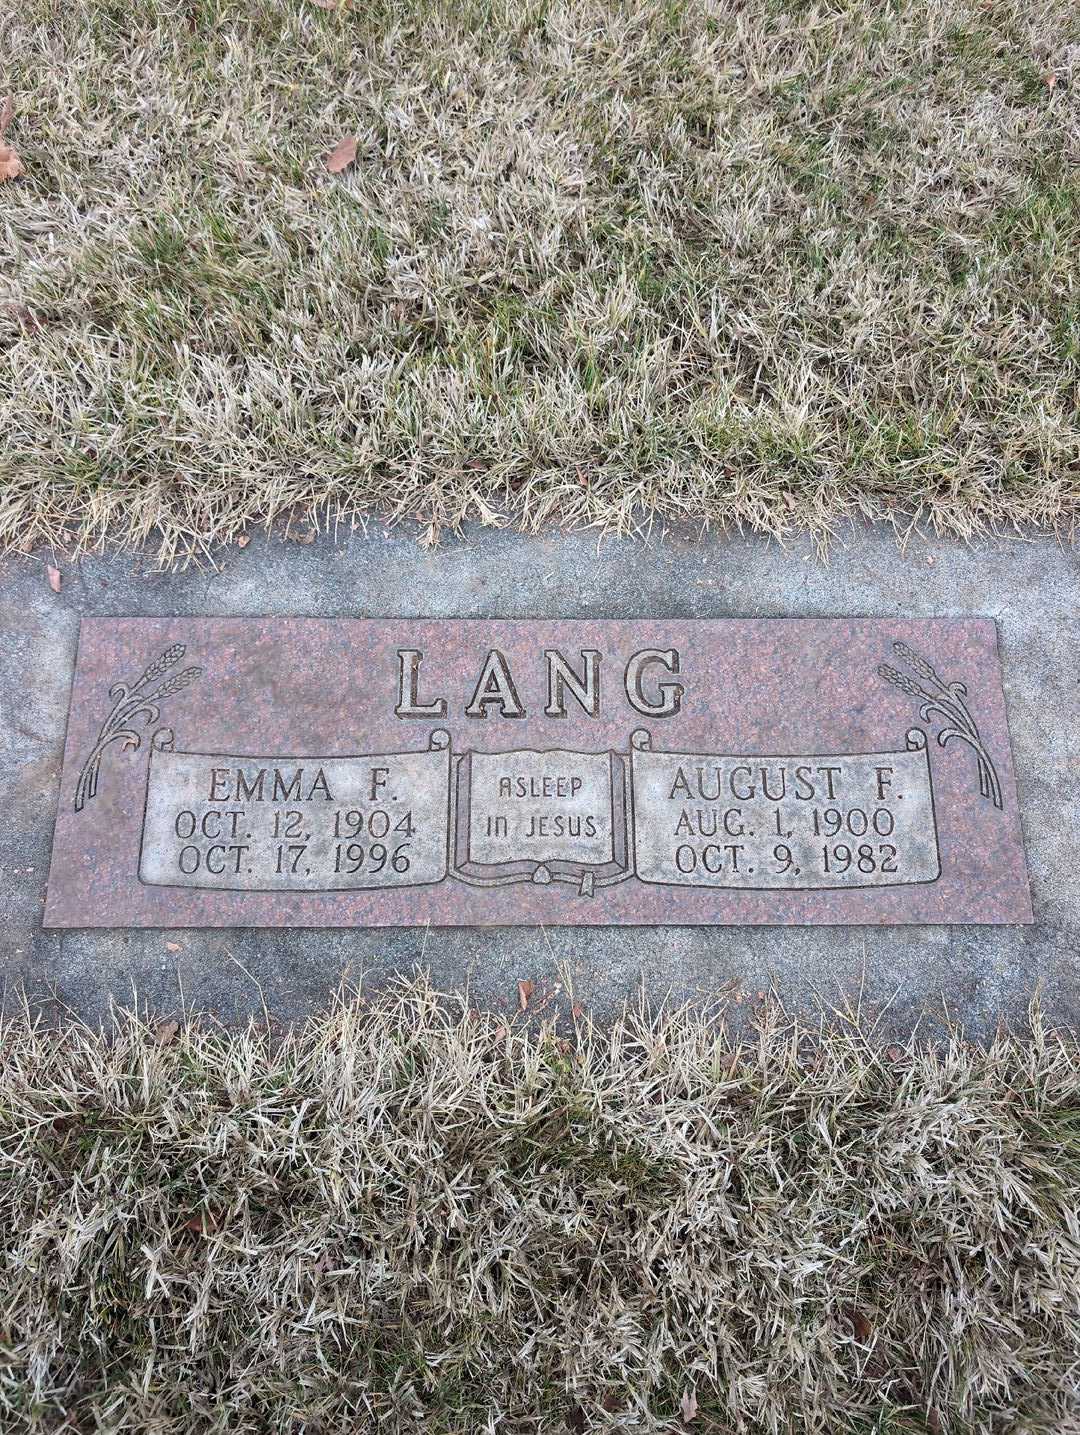 LANG
EMMA F.
OCT. 12, 1904
OCT. 17, 1996
ASLEEP
IN JESUS
AUGUST F.
AUG. 1, 1900
OCT. 9, 1982